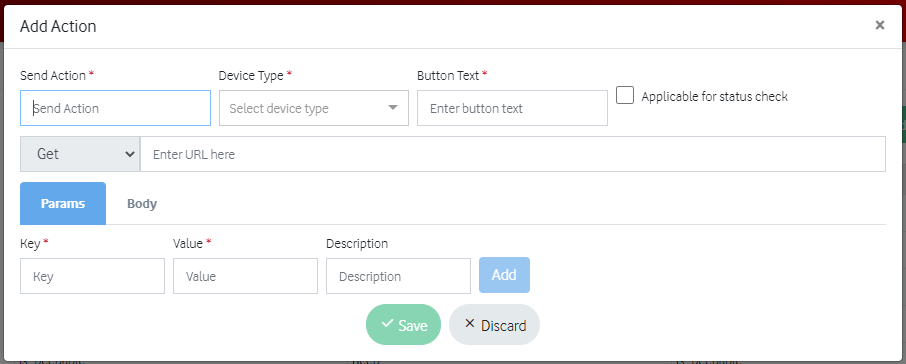 Add Action ×
Send Action * Device Type * Button Text *
Send Action Select device type Enter button text Applicable for status check
Get Enter URL here
Params Body
Key * Value * Description
Key Value Description Add
Save × Discard